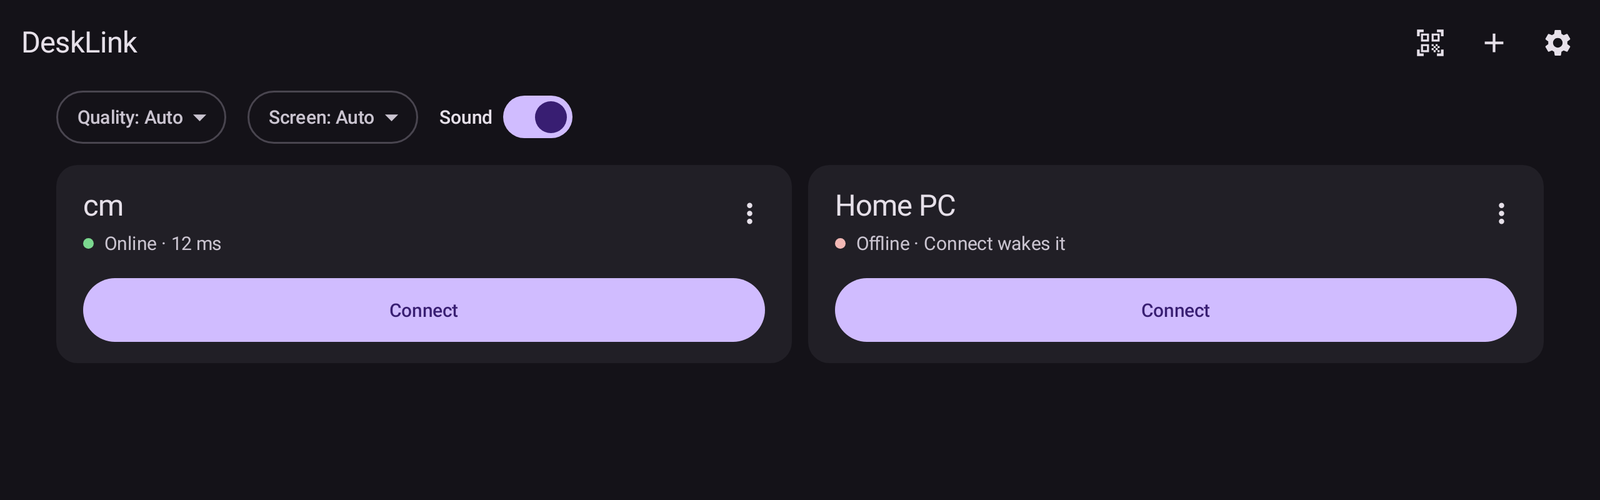 DeskLink
Quality: Auto
Screen: Auto
Sound
cm
Online · 12 ms
Connect
Home PC
Offline · Connect wakes it
Connect